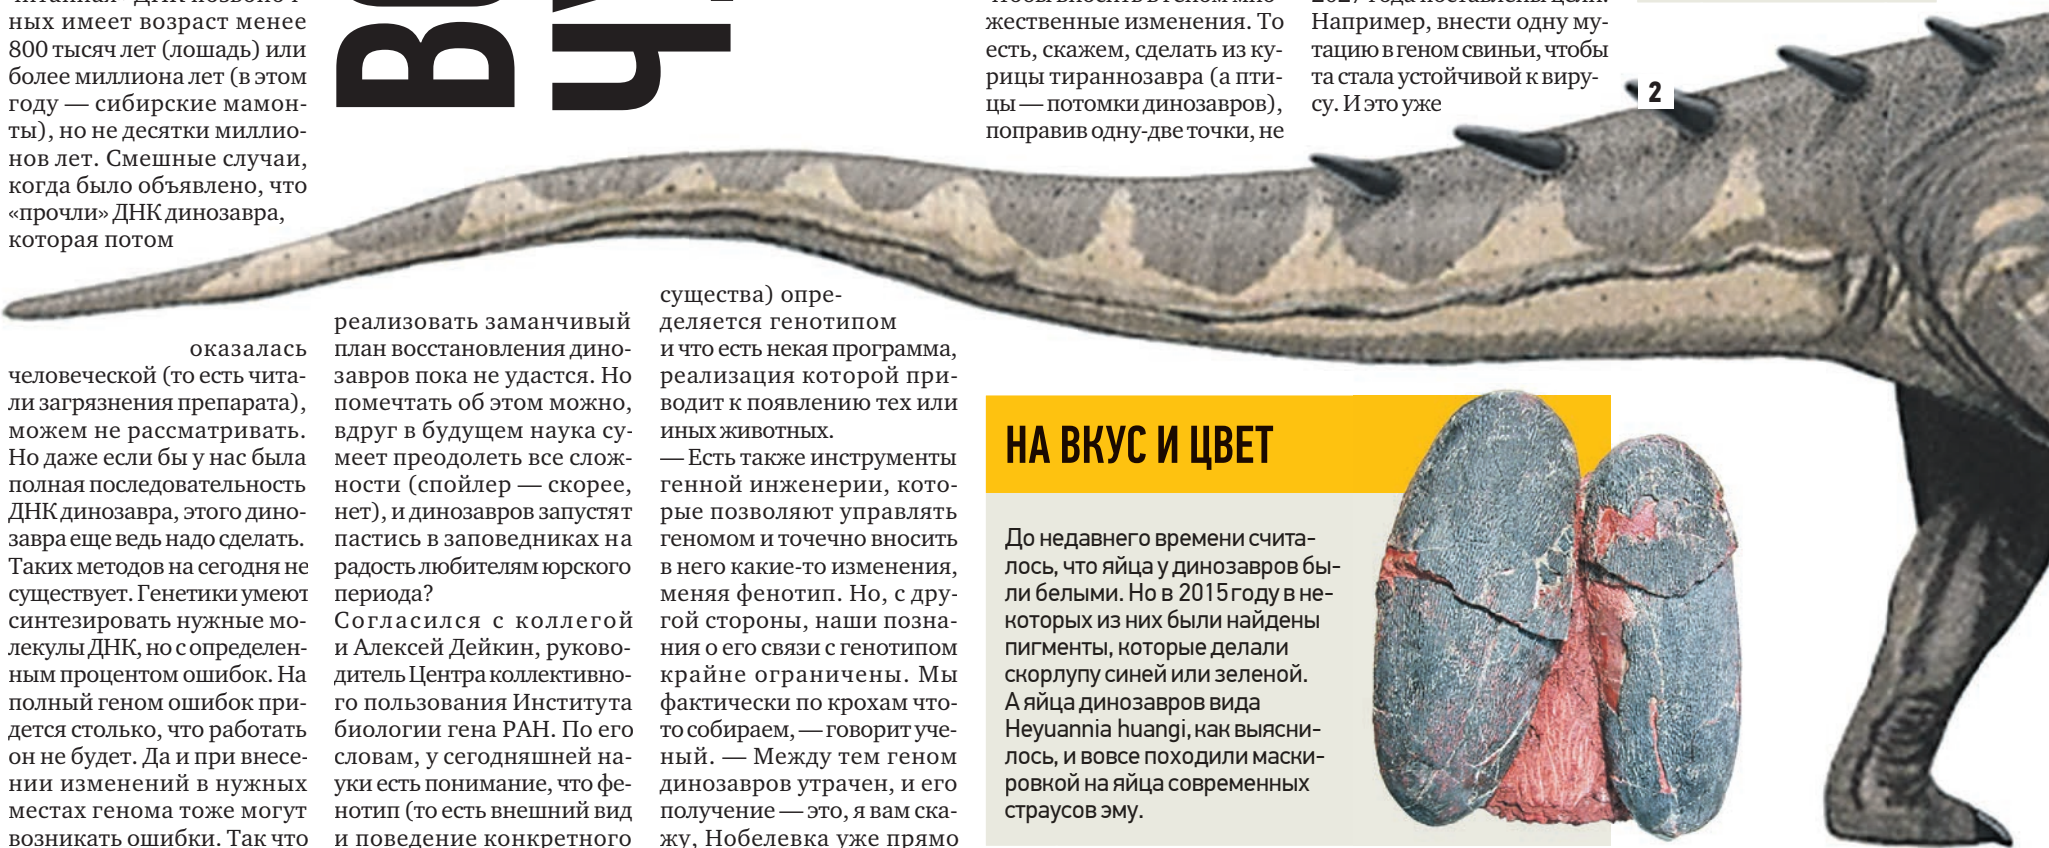 ных имеет возраст менее
800 тысяч лет (лошадь) или
более миллиона лет (в этом
году — сибирские мамон-
ты), но не десятки миллио-
нов лет. Смешные случаи,
когда было объявлено, что
«прочли» ДНК динозавра,
которая потом
оказалась
человеческой (то есть чита-
ли загрязнения препарата),
можем не рассматривать.
Но даже если бы у нас была
полная последовательность
ДНК динозавра, этого дино-
завра еще ведь надо сделать.
Таких методов на сегодня не
существует. Генетики умеют
синтезировать нужные мо-
лекулы ДНК, но с определен-
ным процентом ошибок. На
полный геном ошибок при-
дется столько, что работать
он не будет. Да и при внесе-
нии изменений в нужных
местах генома тоже могут
возникать ошибки. Так что
реализовать заманчивый
план восстановления дино-
завров пока не удастся. Но
помечтать об этом можно,
вдруг в будущем наука су-
меет преодолеть все слож-
ности (спойлер — скорее,
нет), и динозавров запустят
пастись в заповедниках на
радость любителям юрского
периода?
Согласился с коллегой
и Алексей Дейкин, руково-
дитель Центра коллективно-
го пользования Института
биологии гена РАН. По его
словам, у сегодняшней на-
уки есть понимание, что фе-
нотип (то есть внешний вид
и поведение конкретного
существа) опре-
деляется генотипом
и что есть некая программа,
реализация которой при-
водит к появлению тех или
иных животных.
— Есть также инструменты
генной инженерии, кото-
рые позволяют управлять
геномом и точечно вносить
в него какие-то изменения,
меняя фенотип. Но, с дру-
гой стороны, наши позна-
ния о его связи с генотипом
крайне ограничены. Мы
фактически по крохам что-
то собираем, — говорит уче-
ный. — Между тем геном
динозавров утрачен, и его
получение — это, я вам ска-
жу, Нобелевка уже прямо
чтобы вносить в геном мно-
жественные изменения. То
есть, скажем, сделать из ку-
рицы тираннозавра (а пти-
цы — потомки динозавров),
поправив одну-две точки, не
2027 года поставлены цели.
Например, внести одну му-
тацию в геном свиньи, чтобы
та стала устойчивой к виру-
су. И это уже
2
НА ВКУС И ЦВЕТ
До недавнего времени счита-
лось, что яйца у динозавров бы-
ли белыми. Но в 2015 году в не-
которых из них были найдены
пигменты, которые делали
скорлупу синей или зеленой.
А яйца динозавров вида
Heyuannia huangi, как выясни-
лось, и вовсе походили маски-
ровкой на яйца современных
страусов эму.